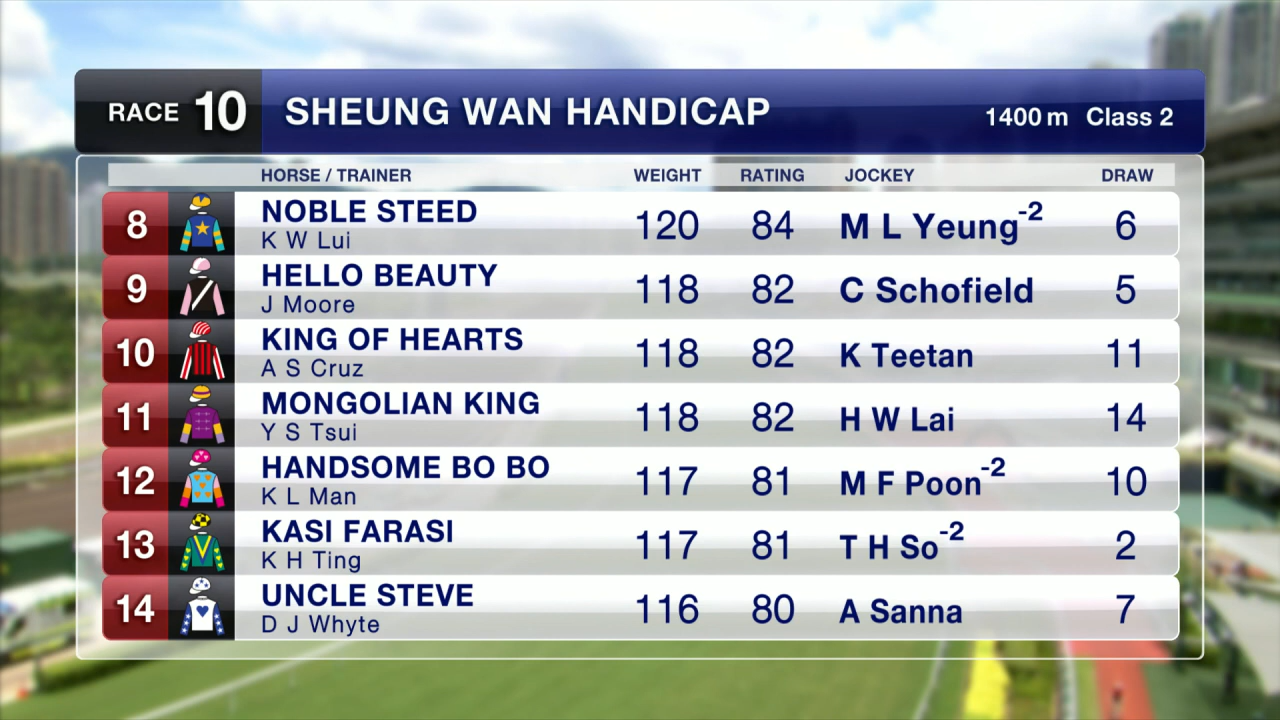 RACE 10 SHEUNG WAN HANDICAP 1400 m Class 2
HORSE / TRAINER WEIGHT RATING JOCKEY DRAW
8 NOBLE STEED 120 84 M L Yeung-2 6
K W Lui
9 HELLO BEAUTY 118 82 C Schofield 5
J Moore
10 KING OF HEARTS 118 82 K Teetan 11
A S Cruz
11 MONGOLIAN KING 118 82 H W Lai 14
Y S Tsui
12 HANDSOME BO BO 117 81 M F Poon-2 10
K L Man
13 KASI FARASI 117 81 T H So-2 2
K H Ting
14 UNCLE STEVE 116 80 A Sanna 7
D J Whyte